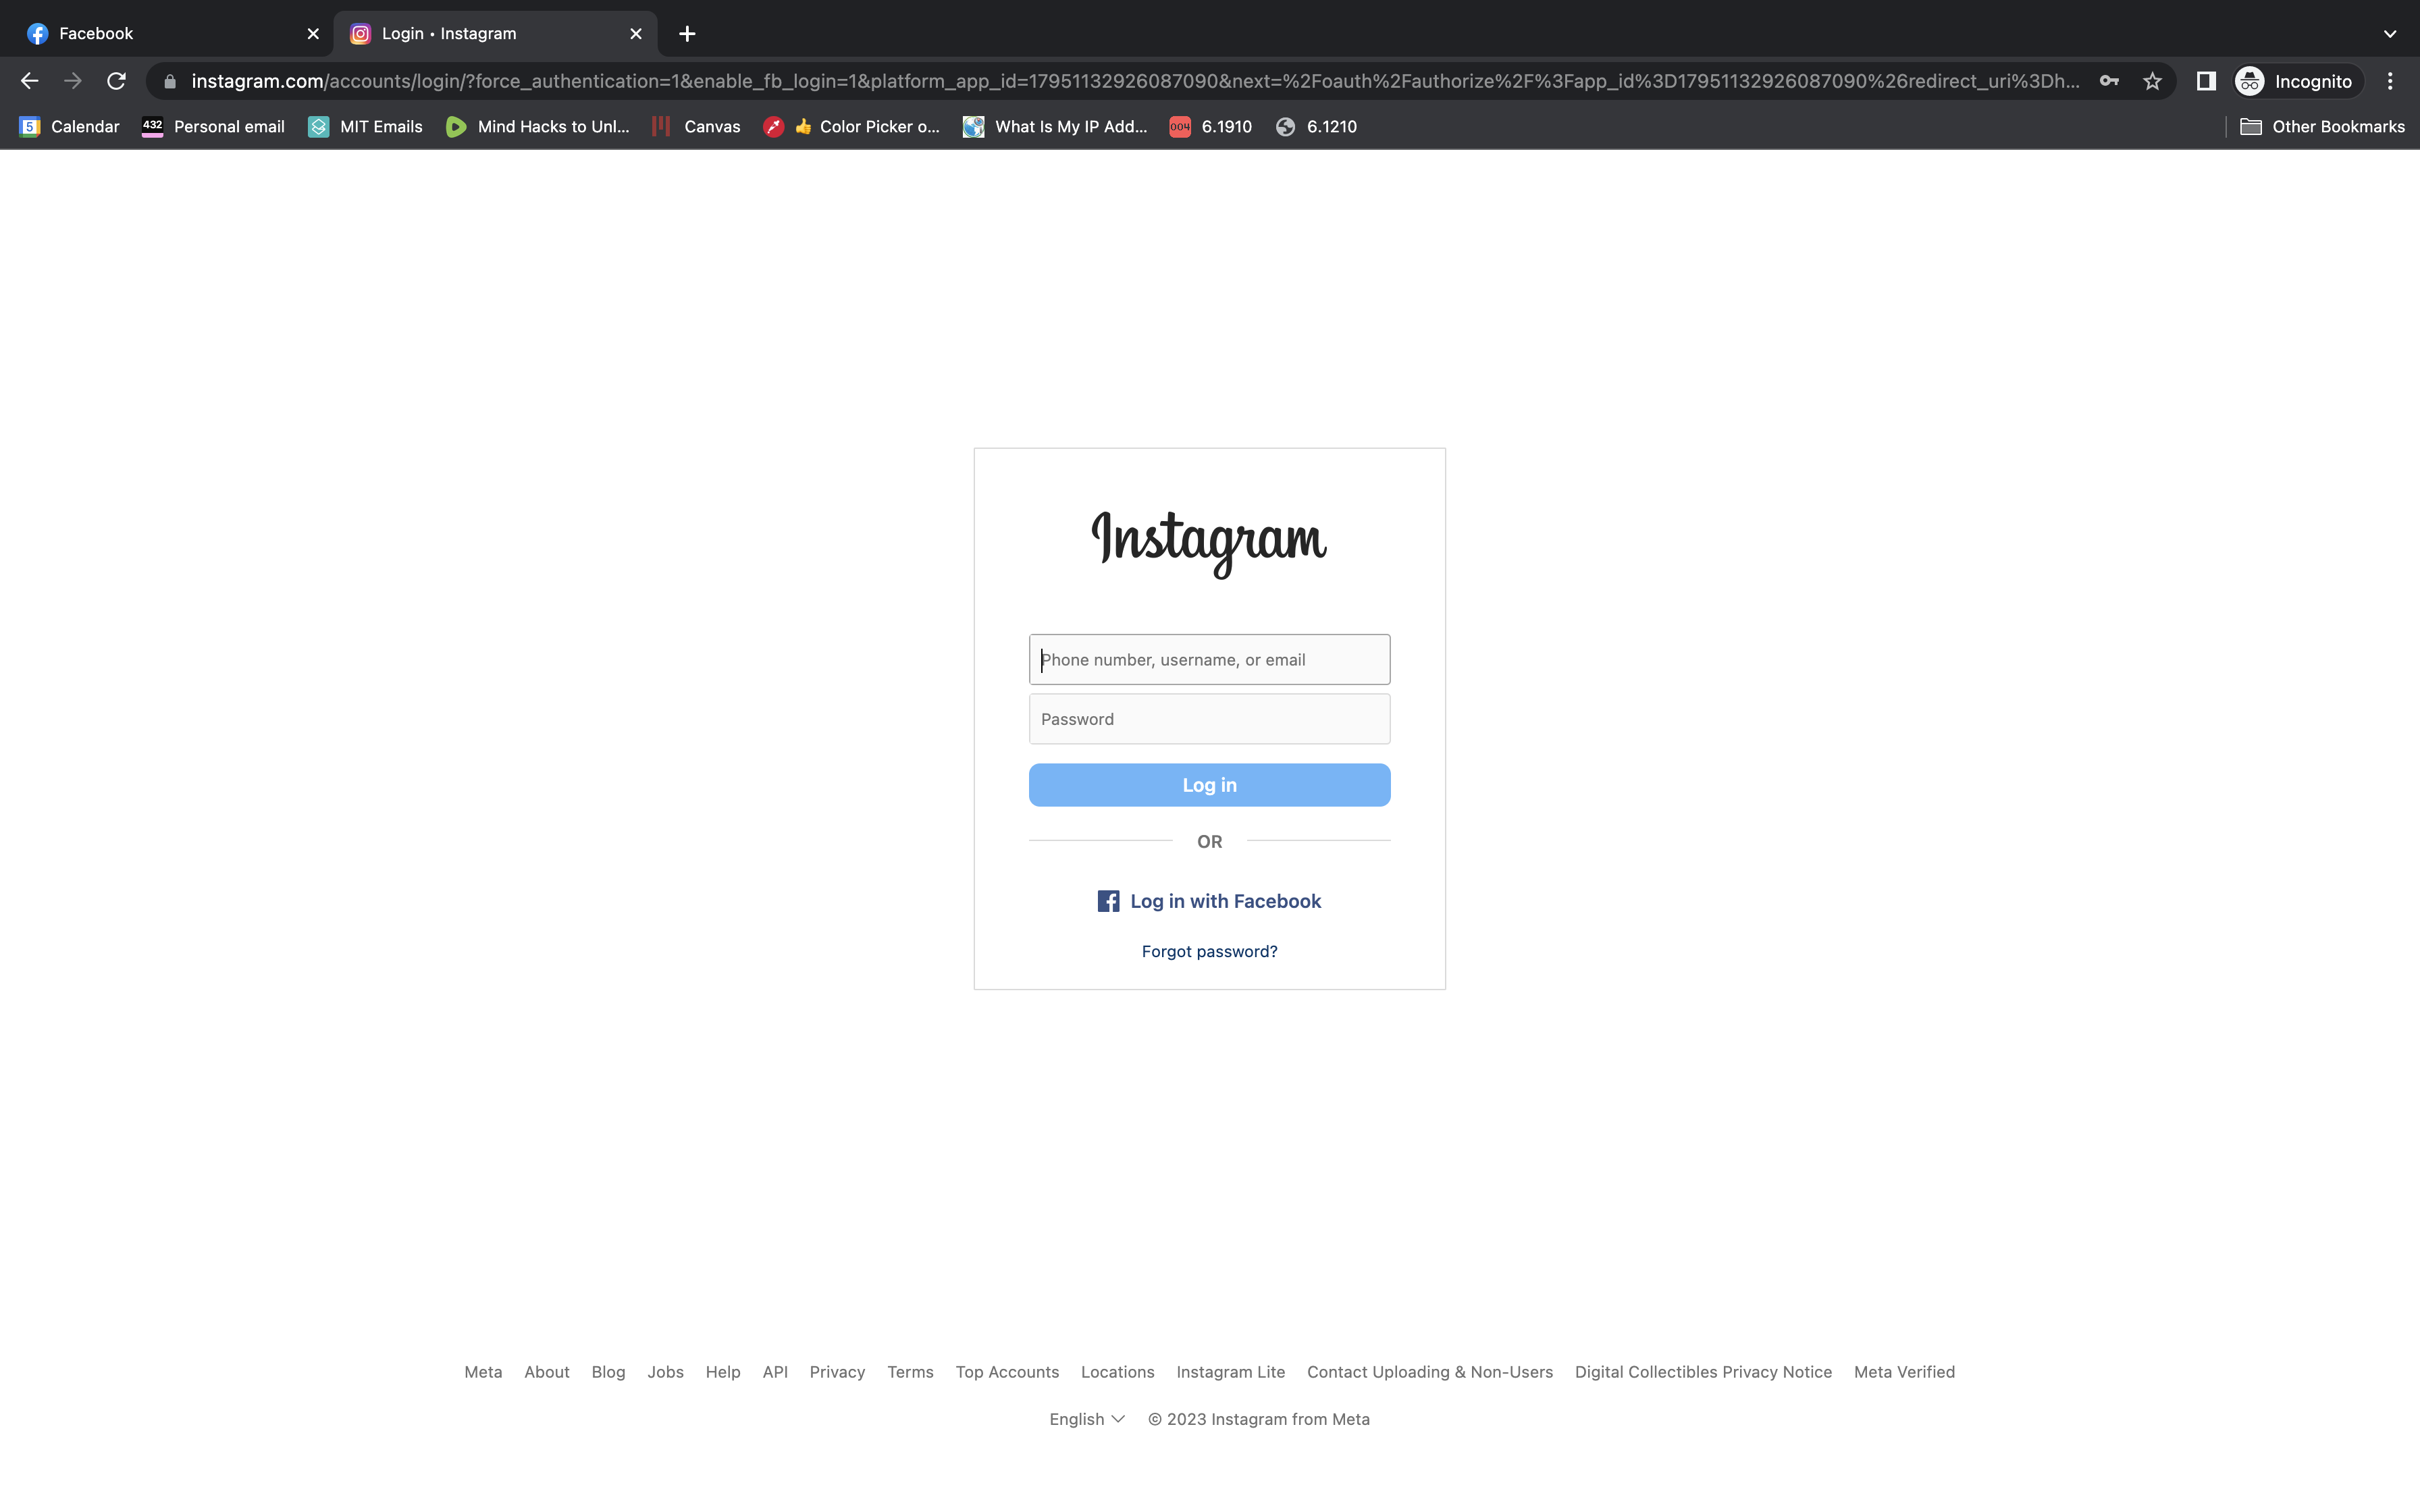 Facebook
Login • Instagram
instagram.com/accounts/login/?force_authentication=1&enable_fb_login=1&platform_app_id=17951132926087090&next=%2Foauth%2Fauthorize%2F%3Fapp_id%3D17951132926087090%26redirect_uri%3Dh...
Incognito
5 Calendar
432 Personal email
MIT Emails
Mind Hacks to Unl...
Canvas
👍 Color Picker o...
What Is My IP Add...
004 6.1910
6.1210
Other Bookmarks
Instagram
Phone number, username, or email
Password
Log in
OR
Log in with Facebook
Forgot password?
Meta About Blog Jobs Help API Privacy Terms Top Accounts Locations Instagram Lite Contact Uploading & Non-Users Digital Collectibles Privacy Notice Meta Verified
English © 2023 Instagram from Meta